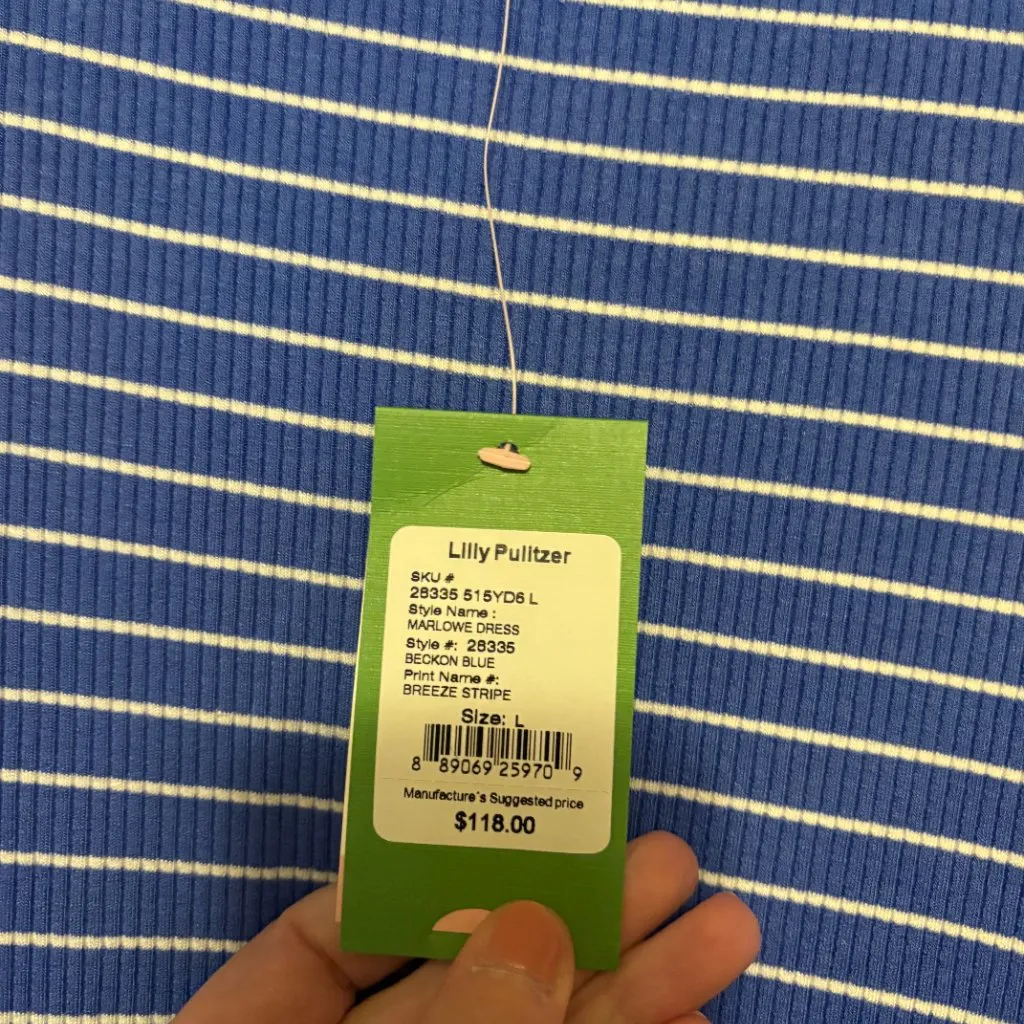 Lilly Pulitzer
SKU #
28335 515YD6 L
Style Name :
MARLOWE DRESS
Style #: 28335
BECKON BLUE
Print Name #:
BREEZE STRIPE
Size: L
8 89069 25970 9
Manufacture's Suggested price
$118.00